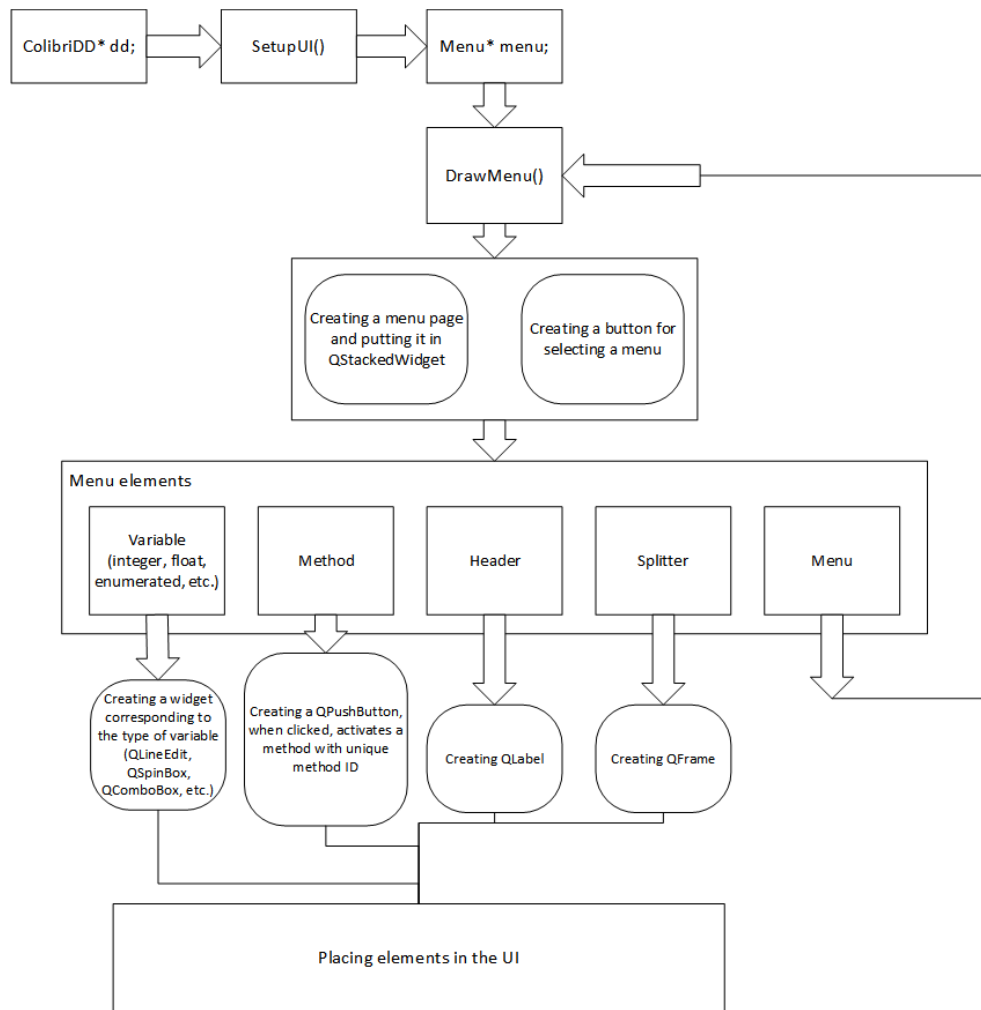 ColibriDD* dd;
SetupUI()
Menu* menu;
DrawMenu()
Creating a menu page
and putting it in
QStackedWidget
Creating a button for
selecting a menu
Menu elements
Variable
(integer, float,
enumerated, etc.)
Method
Header
Splitter
Menu
Creating a widget
corresponding to
the type of variable
(QLineEdit,
QSpinBox,
QComboBox, etc.)
Creating a QPushButton,
when clicked, activates a
method with unique
method ID
Creating QLabel
Creating QFrame
Placing elements in the UI